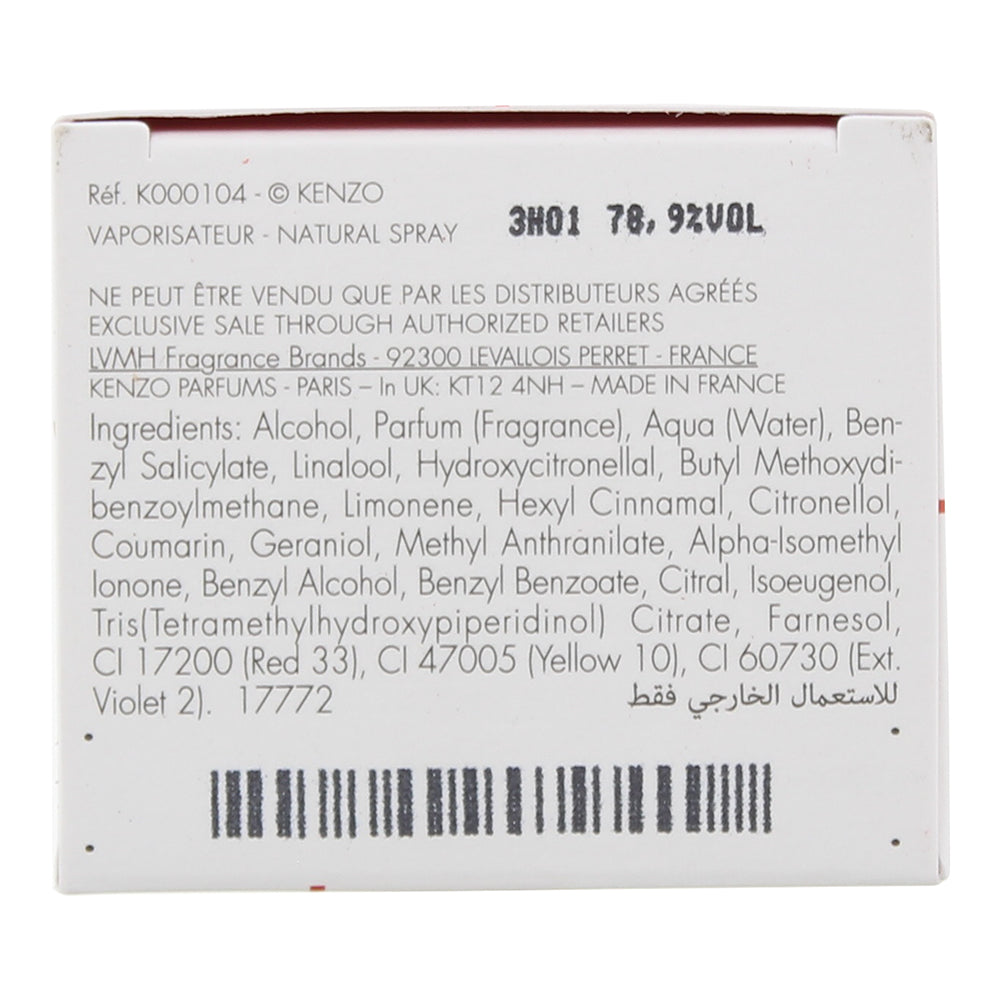 Réf. K000104 - © KENZO
3H01 78,9%VOL
VAPORISATEUR - NATURAL SPRAY
NE PEUT ÊTRE VENDU QUE PAR LES DISTRIBUTEURS AGRÉÉS
EXCLUSIVE SALE THROUGH AUTHORIZED RETAILERS
LVMH Fragrance Brands - 92300 LEVALLOIS PERRET - FRANCE
KENZO PARFUMS - PARIS – In UK: KT12 4NH – MADE IN FRANCE
Ingredients: Alcohol, Parfum (Fragrance), Aqua (Water), Ben-
zyl Salicylate, Linalool, Hydroxycitronellal, Butyl Methoxydi-
benzoylmethane, Limonene, Hexyl Cinnamal, Citronellol,
Coumarin, Geraniol, Methyl Anthranilate, Alpha-Isomethyl
Ionone, Benzyl Alcohol, Benzyl Benzoate, Citral, Isoeugenol,
Tris(Tetramethylhydroxypiperidinol) Citrate, Farnesol,
CI 17200 (Red 33), CI 47005 (Yellow 10), CI 60730 (Ext.
Violet 2). 17772 للاستعمال الخارجي فقط